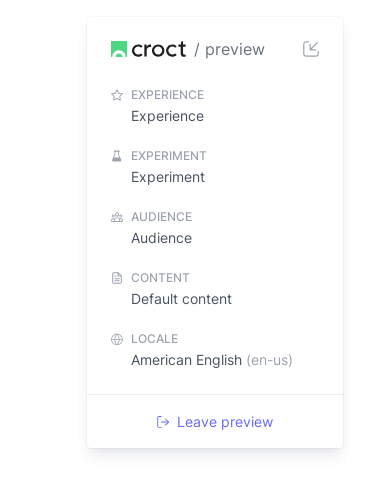 croct / preview
EXPERIENCE
Experience
EXPERIMENT
Experiment
AUDIENCE
Audience
CONTENT
Default content
LOCALE
American English (en-us)
Leave preview